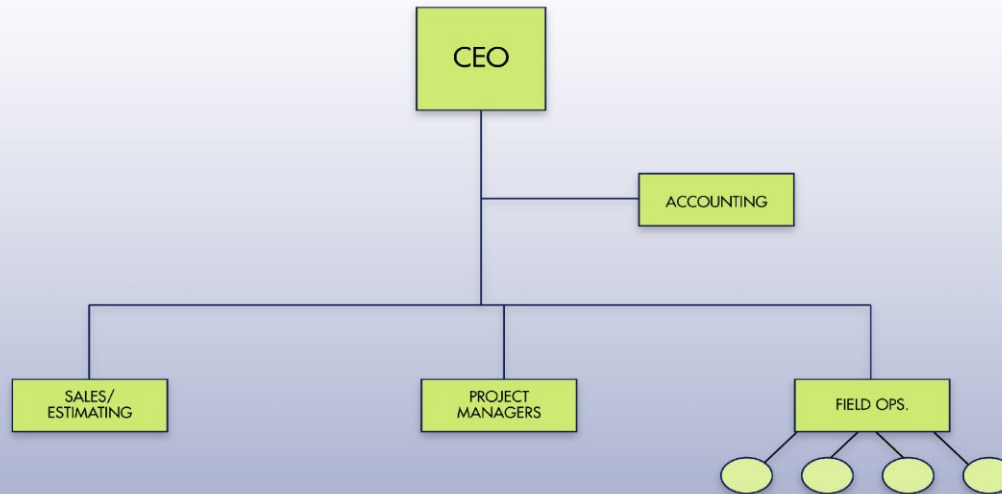 CEO
ACCOUNTING
SALES/
ESTIMATING
PROJECT
MANAGERS
FIELD OPS.